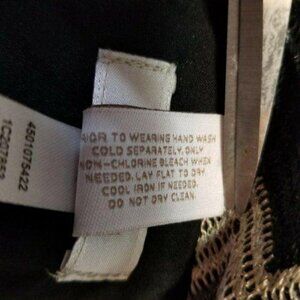 PRIOR TO WEARING HAND WASH
COLD SEPARATELY, ONLY
NON-CHLORINE BLEACH WHEN
NEEDED, LAY FLAT TO DRY
COOL IRON IF NEEDED.
DO NOT DRY CLEAN.
4501075422